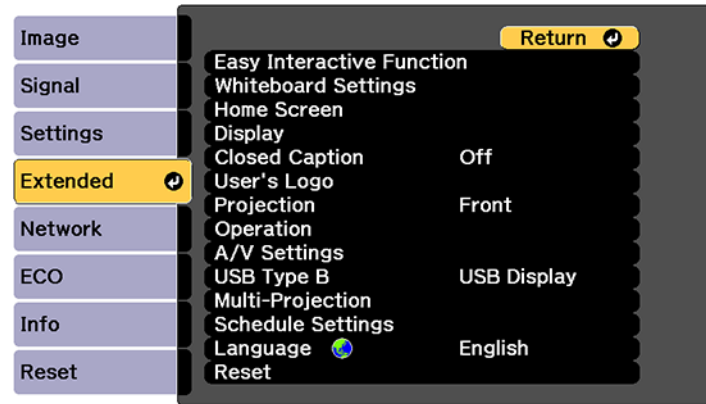 Image
Signal
Settings
Extended
Network
ECO
Info
Reset
Return
Easy Interactive Function
Whiteboard Settings
Home Screen
Display
Closed Caption Off
User's Logo
Projection Front
Operation
A/V Settings
USB Type B USB Display
Multi-Projection
Schedule Settings
Language English
Reset